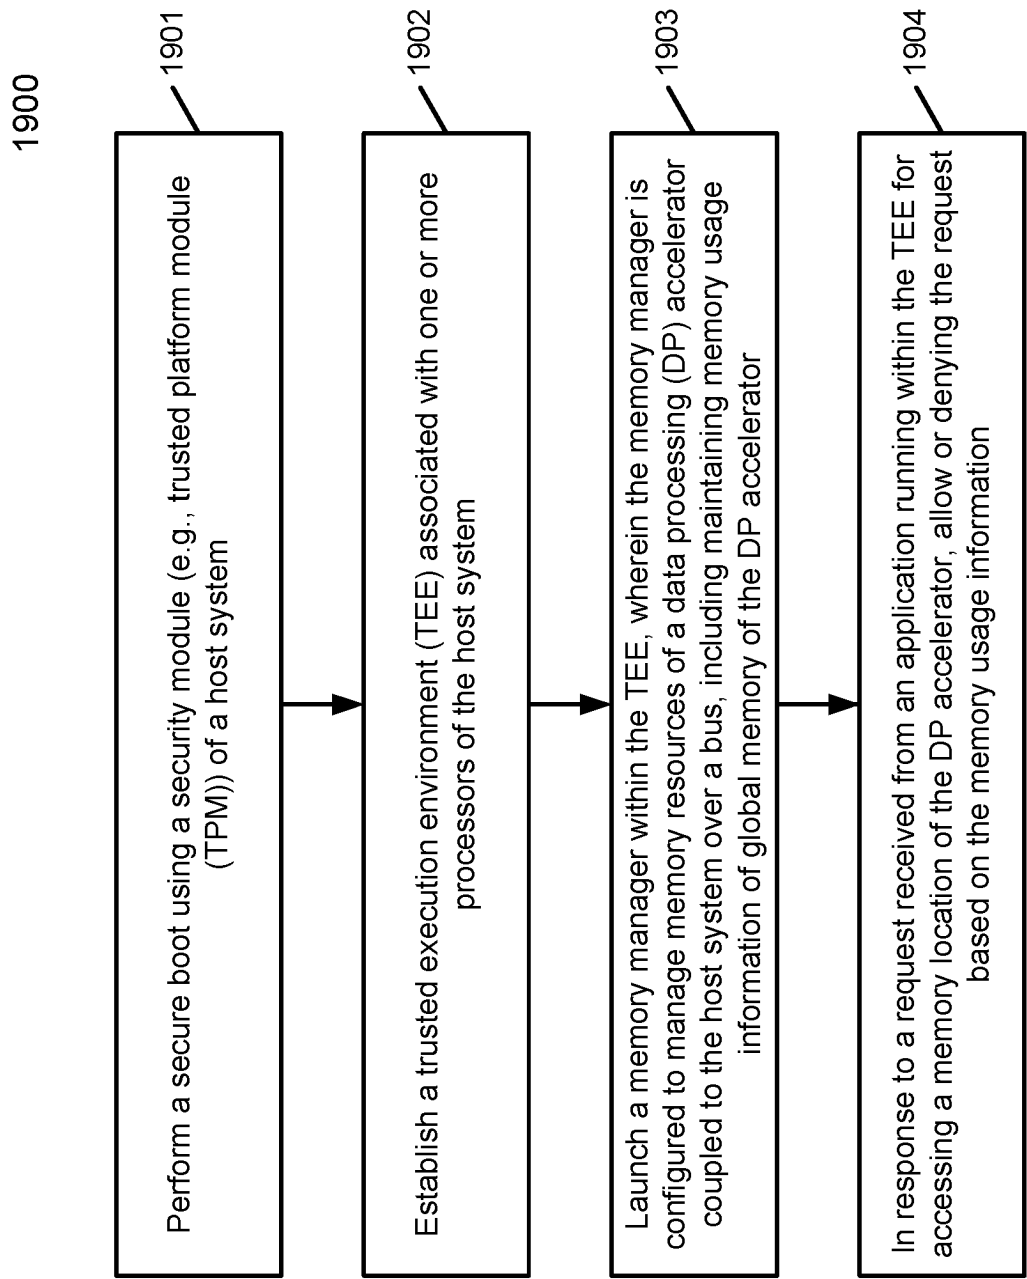 1900
1901
Perform a secure boot using a security module (e.g., trusted platform module
(TPM)) of a host system
1902
Establish a trusted execution environment (TEE) associated with one or more
processors of the host system
1903
Launch a memory manager within the TEE, wherein the memory manager is
configured to manage memory resources of a data processing (DP) accelerator
coupled to the host system over a bus, including maintaining memory usage
information of global memory of the DP accelerator
1904
In response to a request received from an application running within the TEE for
accessing a memory location of the DP accelerator, allow or denying the request
based on the memory usage information